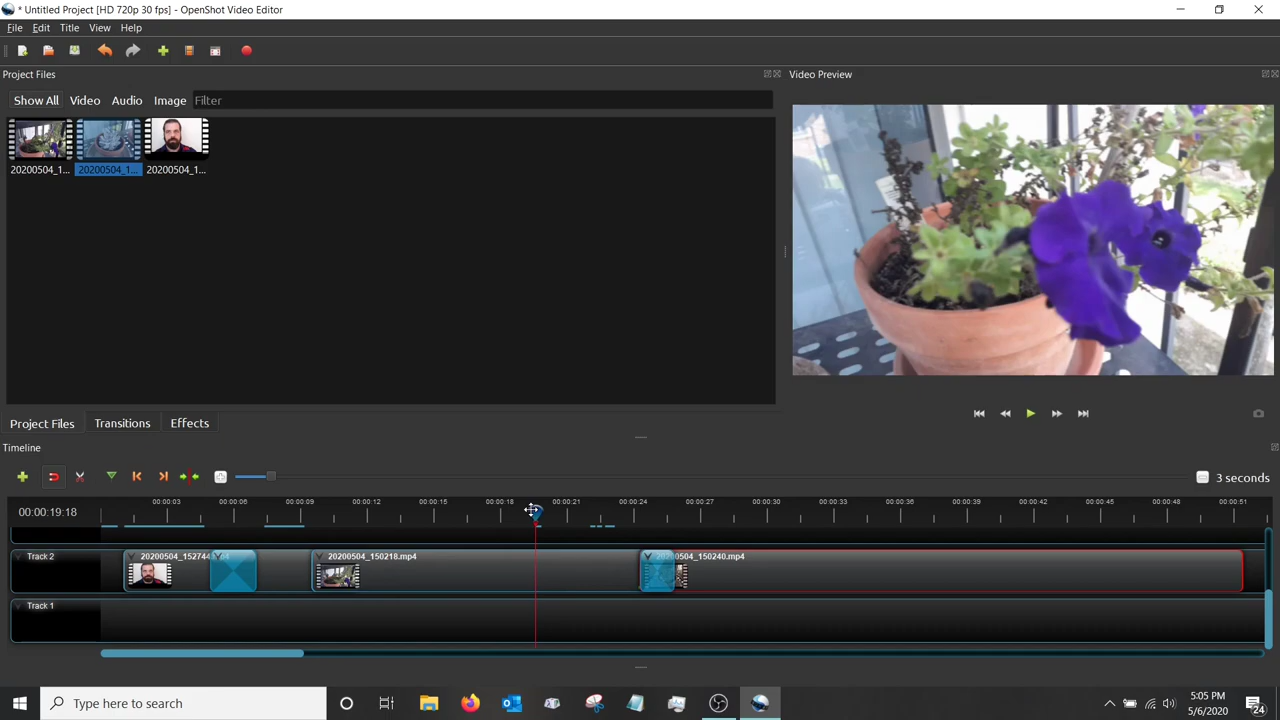 * Untitled Project [HD 720p 30 fps] - OpenShot Video Editor
File Edit Title View Help
Project Files
Video Preview
Show All Video Audio Image Filter
20200504_1... 20200504_1... 20200504_1...
Project Files Transitions Effects
Timeline
3 seconds
00:00:19:18
00:00:03 00:00:06 00:00:09 00:00:12 00:00:15 00:00:18 00:00:21 00:00:24 00:00:27 00:00:30 00:00:33 00:00:36 00:00:39 00:00:42 00:00:45 00:00:48 00:00:51
Track 2 20200504_152744 20200504_150218.mp4 20200504_150240.mp4
Track 1
Type here to search
5:05 PM
5/6/2020
24